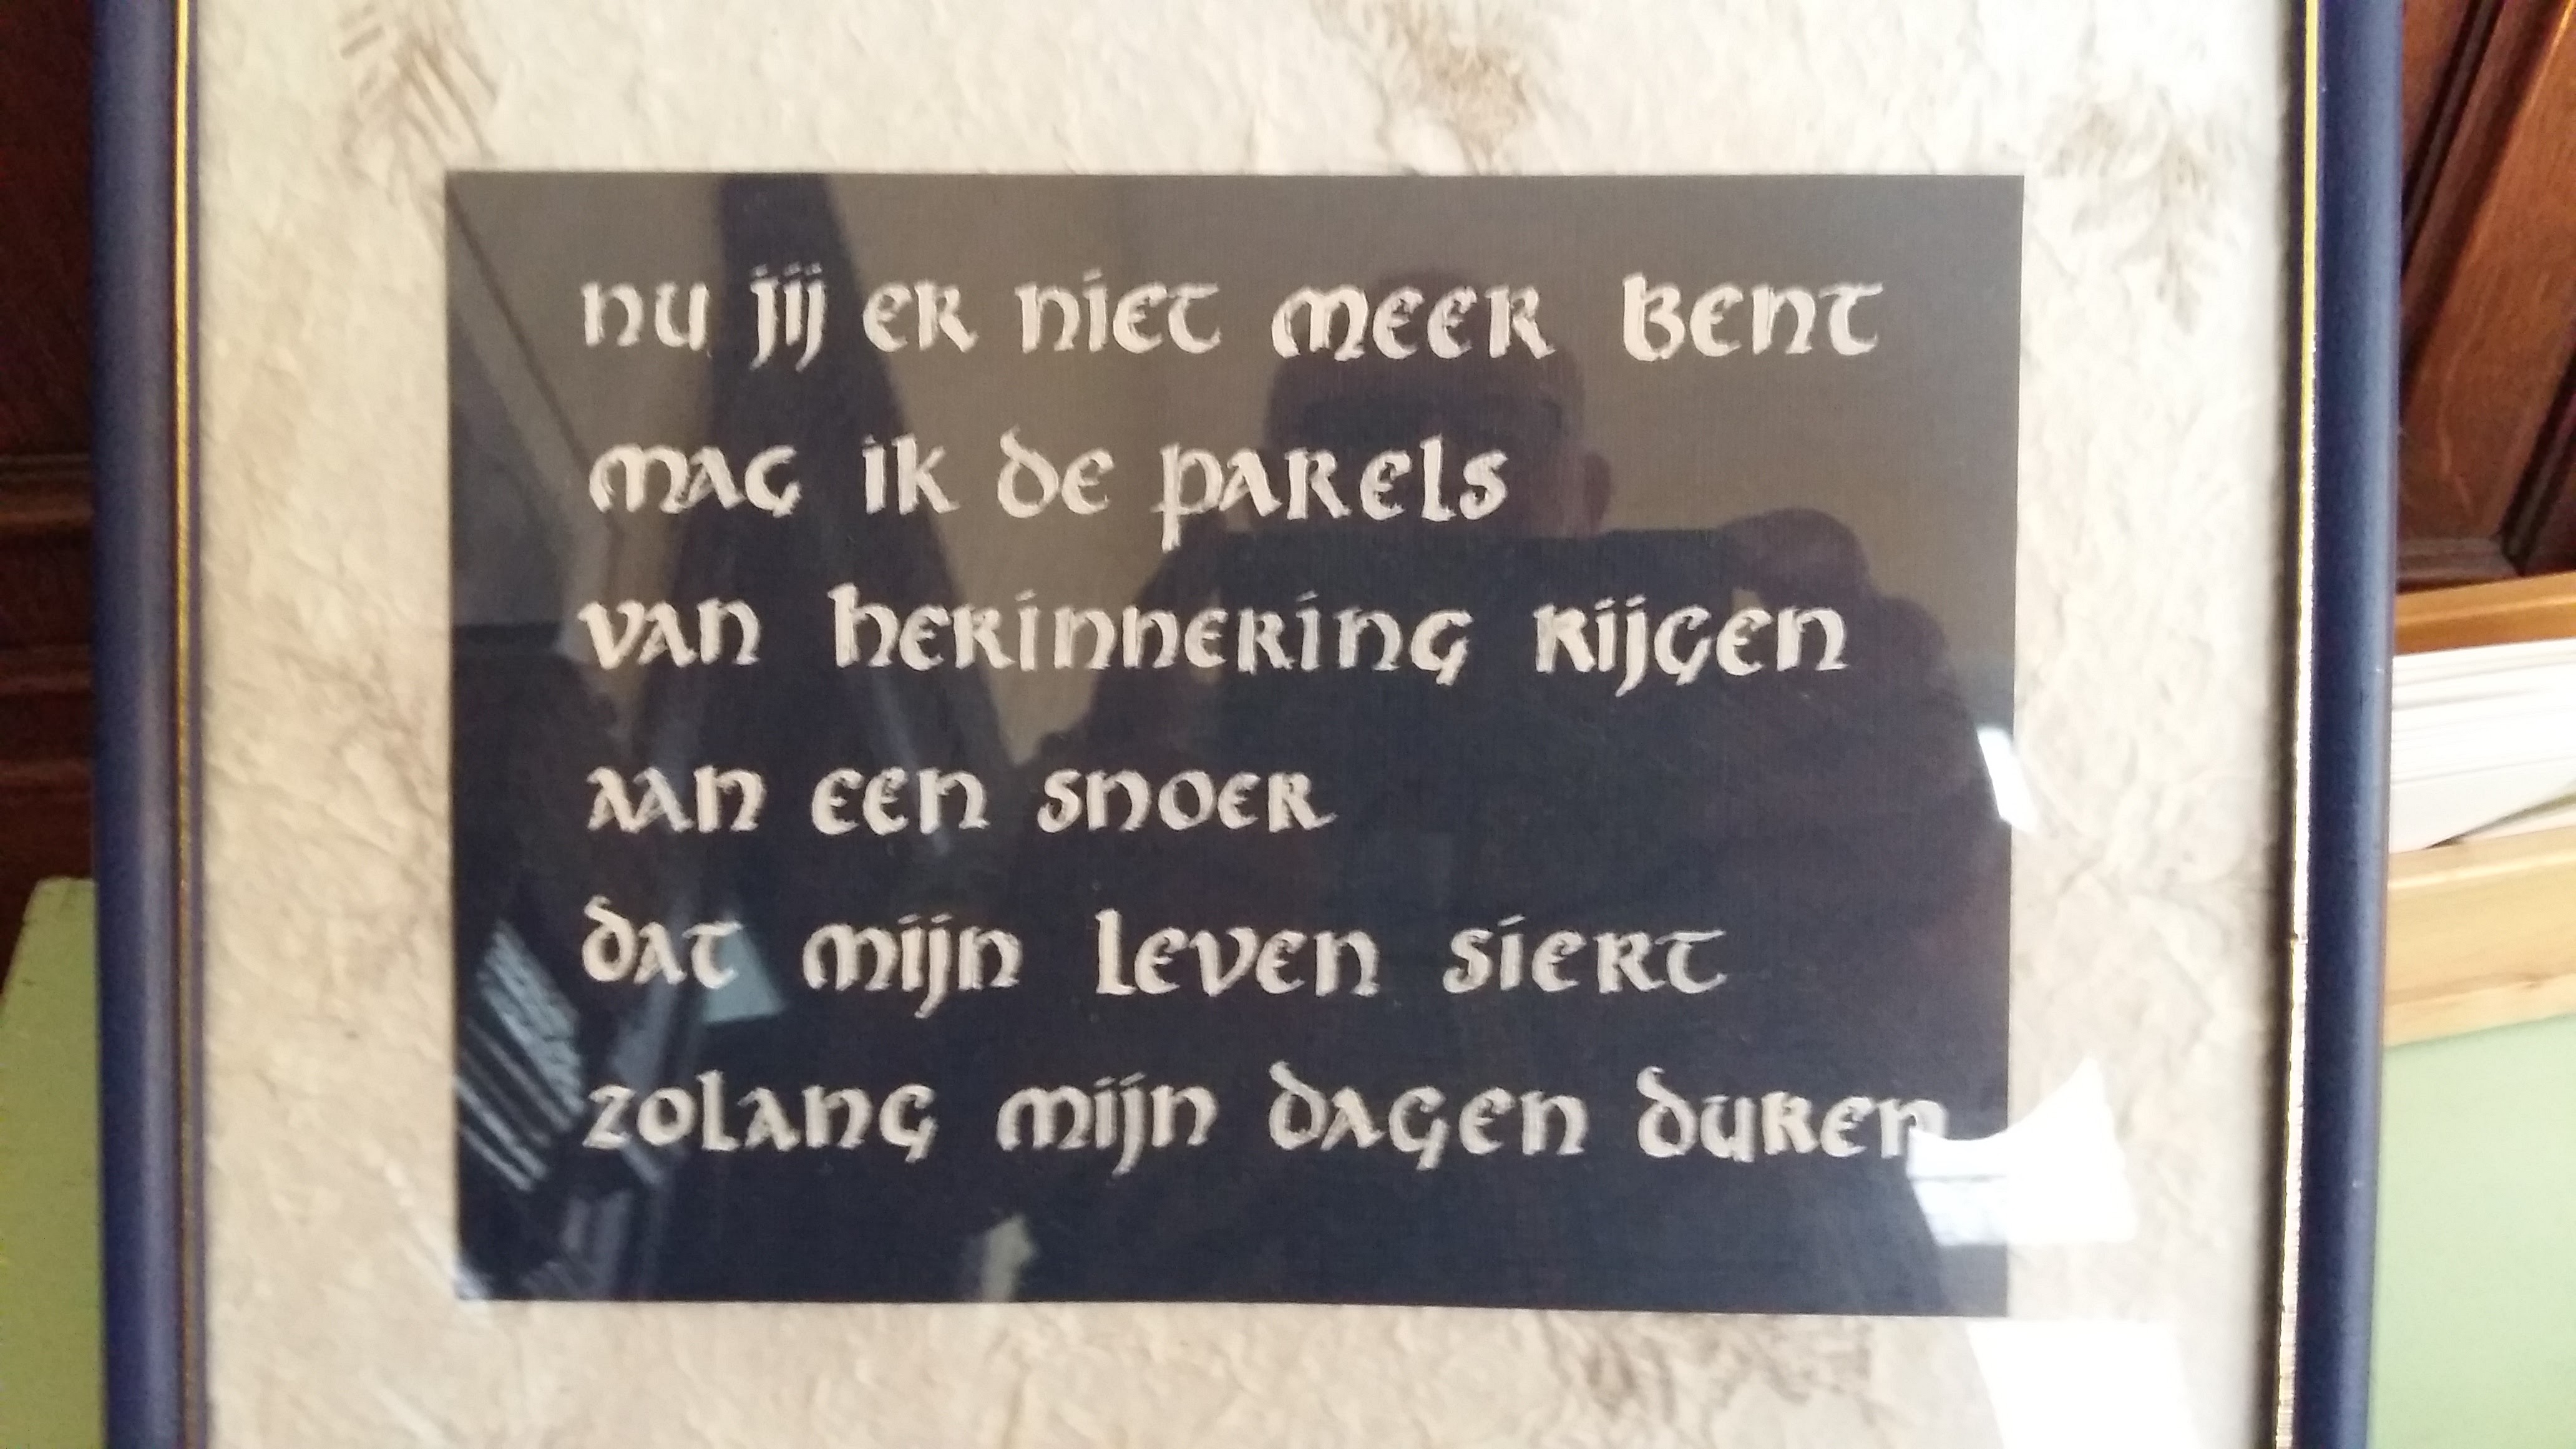 nu jij er niet meer bent
mag ik de parels
van herinnering rijgen
aan een snoer
dat mijn leven siert
zolang mijn dagen duren